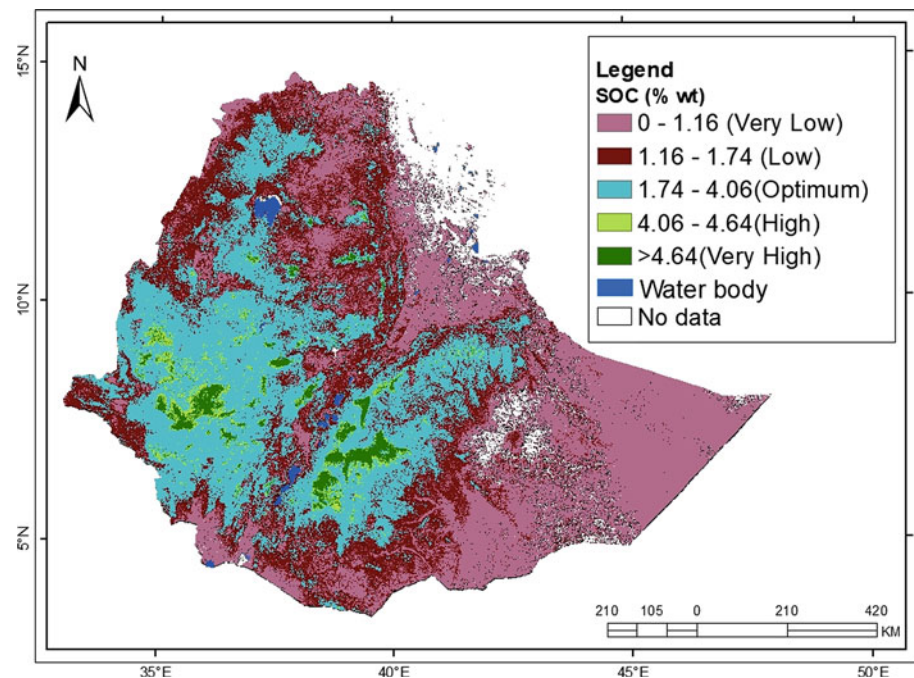 15°N
N
Legend
SOC (% wt)
0 - 1.16 (Very Low)
1.16 - 1.74 (Low)
1.74 - 4.06(Optimum)
4.06 - 4.64(High)
>4.64(Very High)
Water body
No data
10°N
5°N
210 105 0 210 420
KM
35°E 40°E 45°E 50°E